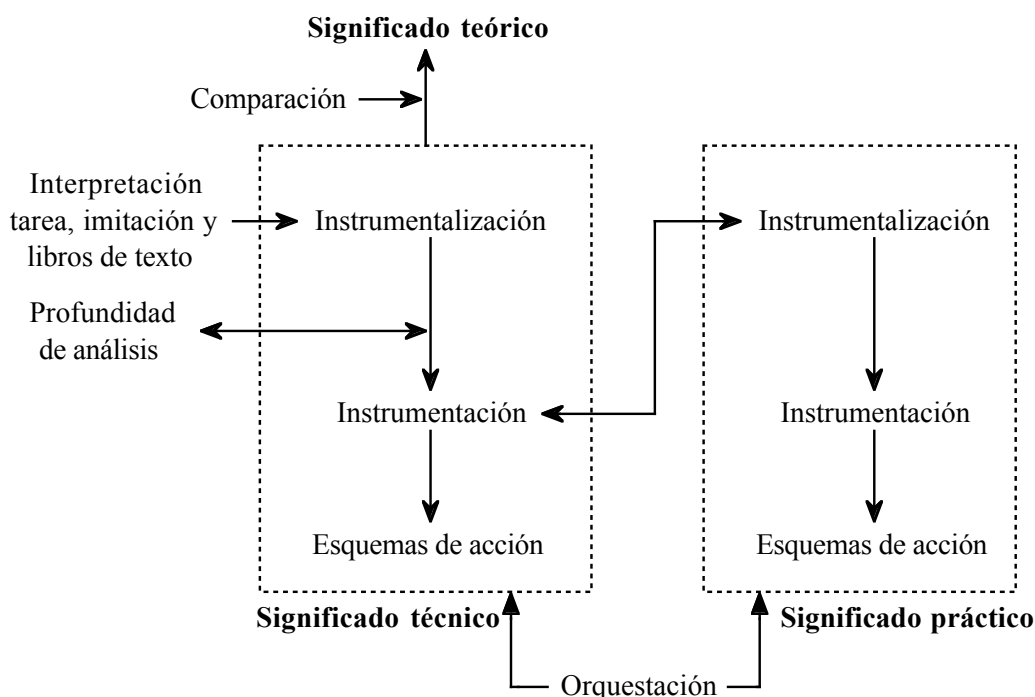 Significado teórico
Comparación
Interpretación
tarea, imitación y
libros de texto
Instrumentalización
Instrumentalización
Profundidad
de análisis
Instrumentación
Instrumentación
Esquemas de acción
Esquemas de acción
Significado técnico
Significado práctico
Orquestación